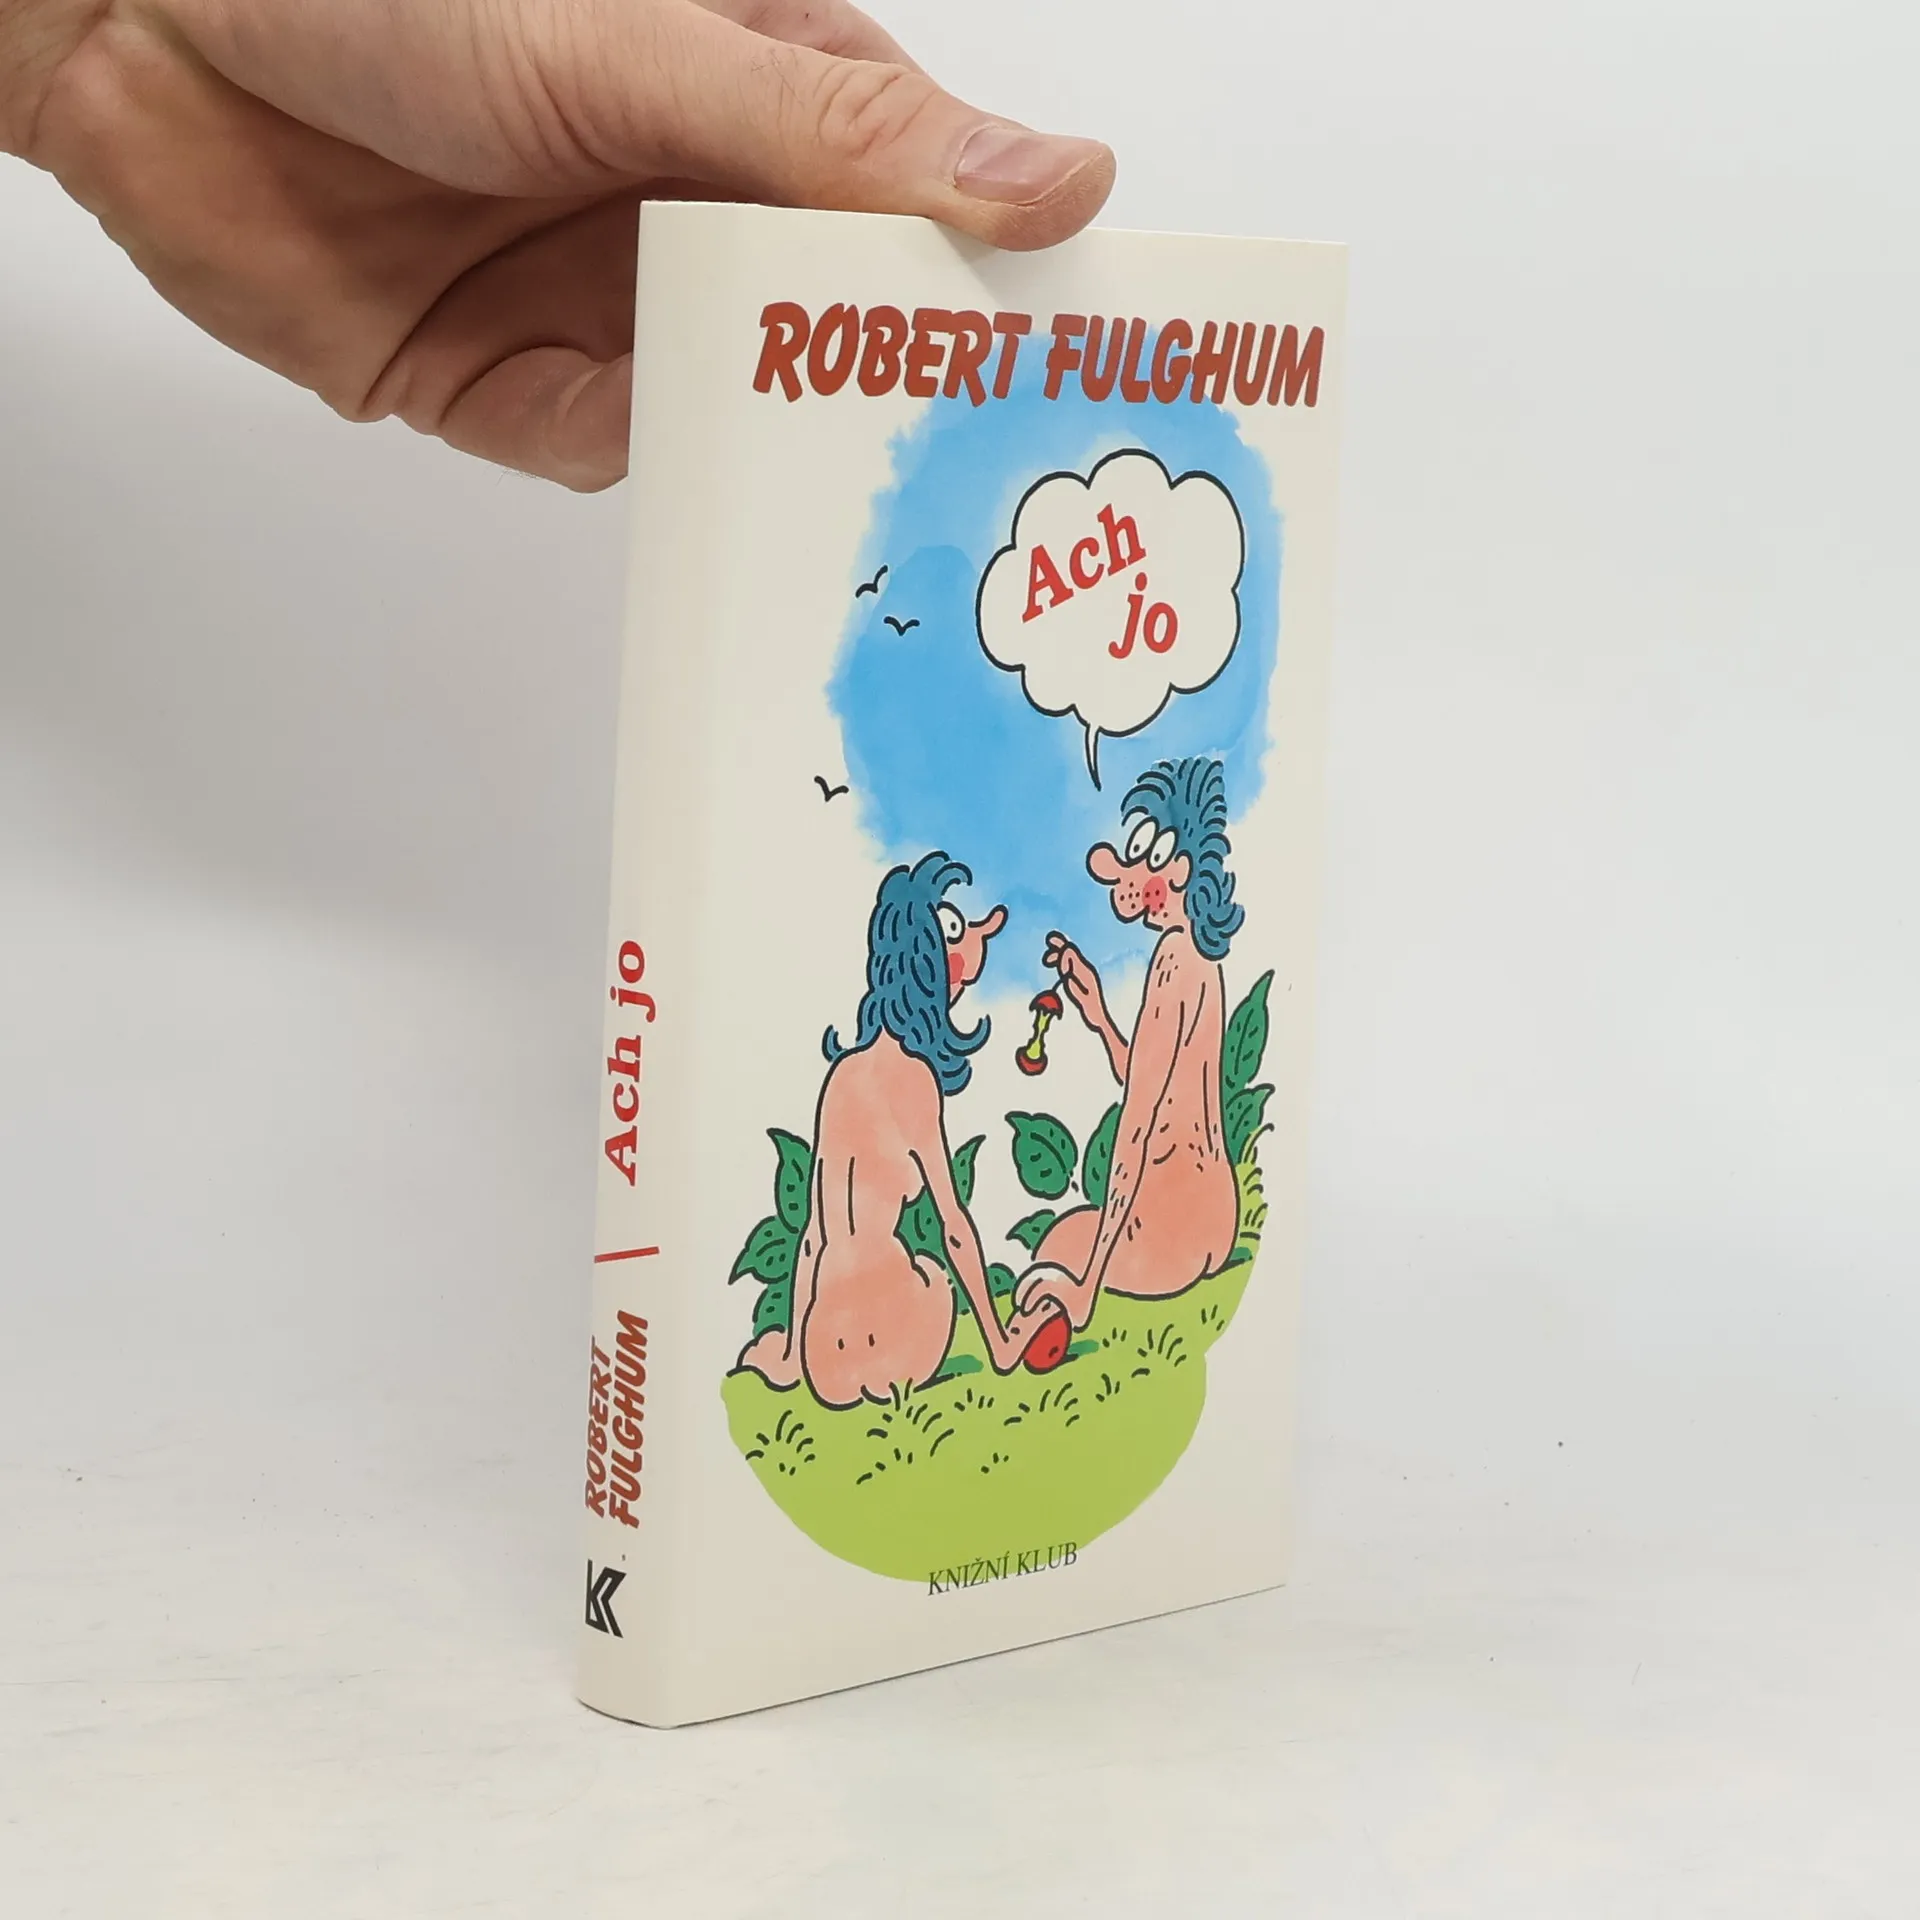 ROBERT FULGHUM
Ach
jo
KNIŽNÍ KLUB
Ach jo
ROBERT
FULGHUM